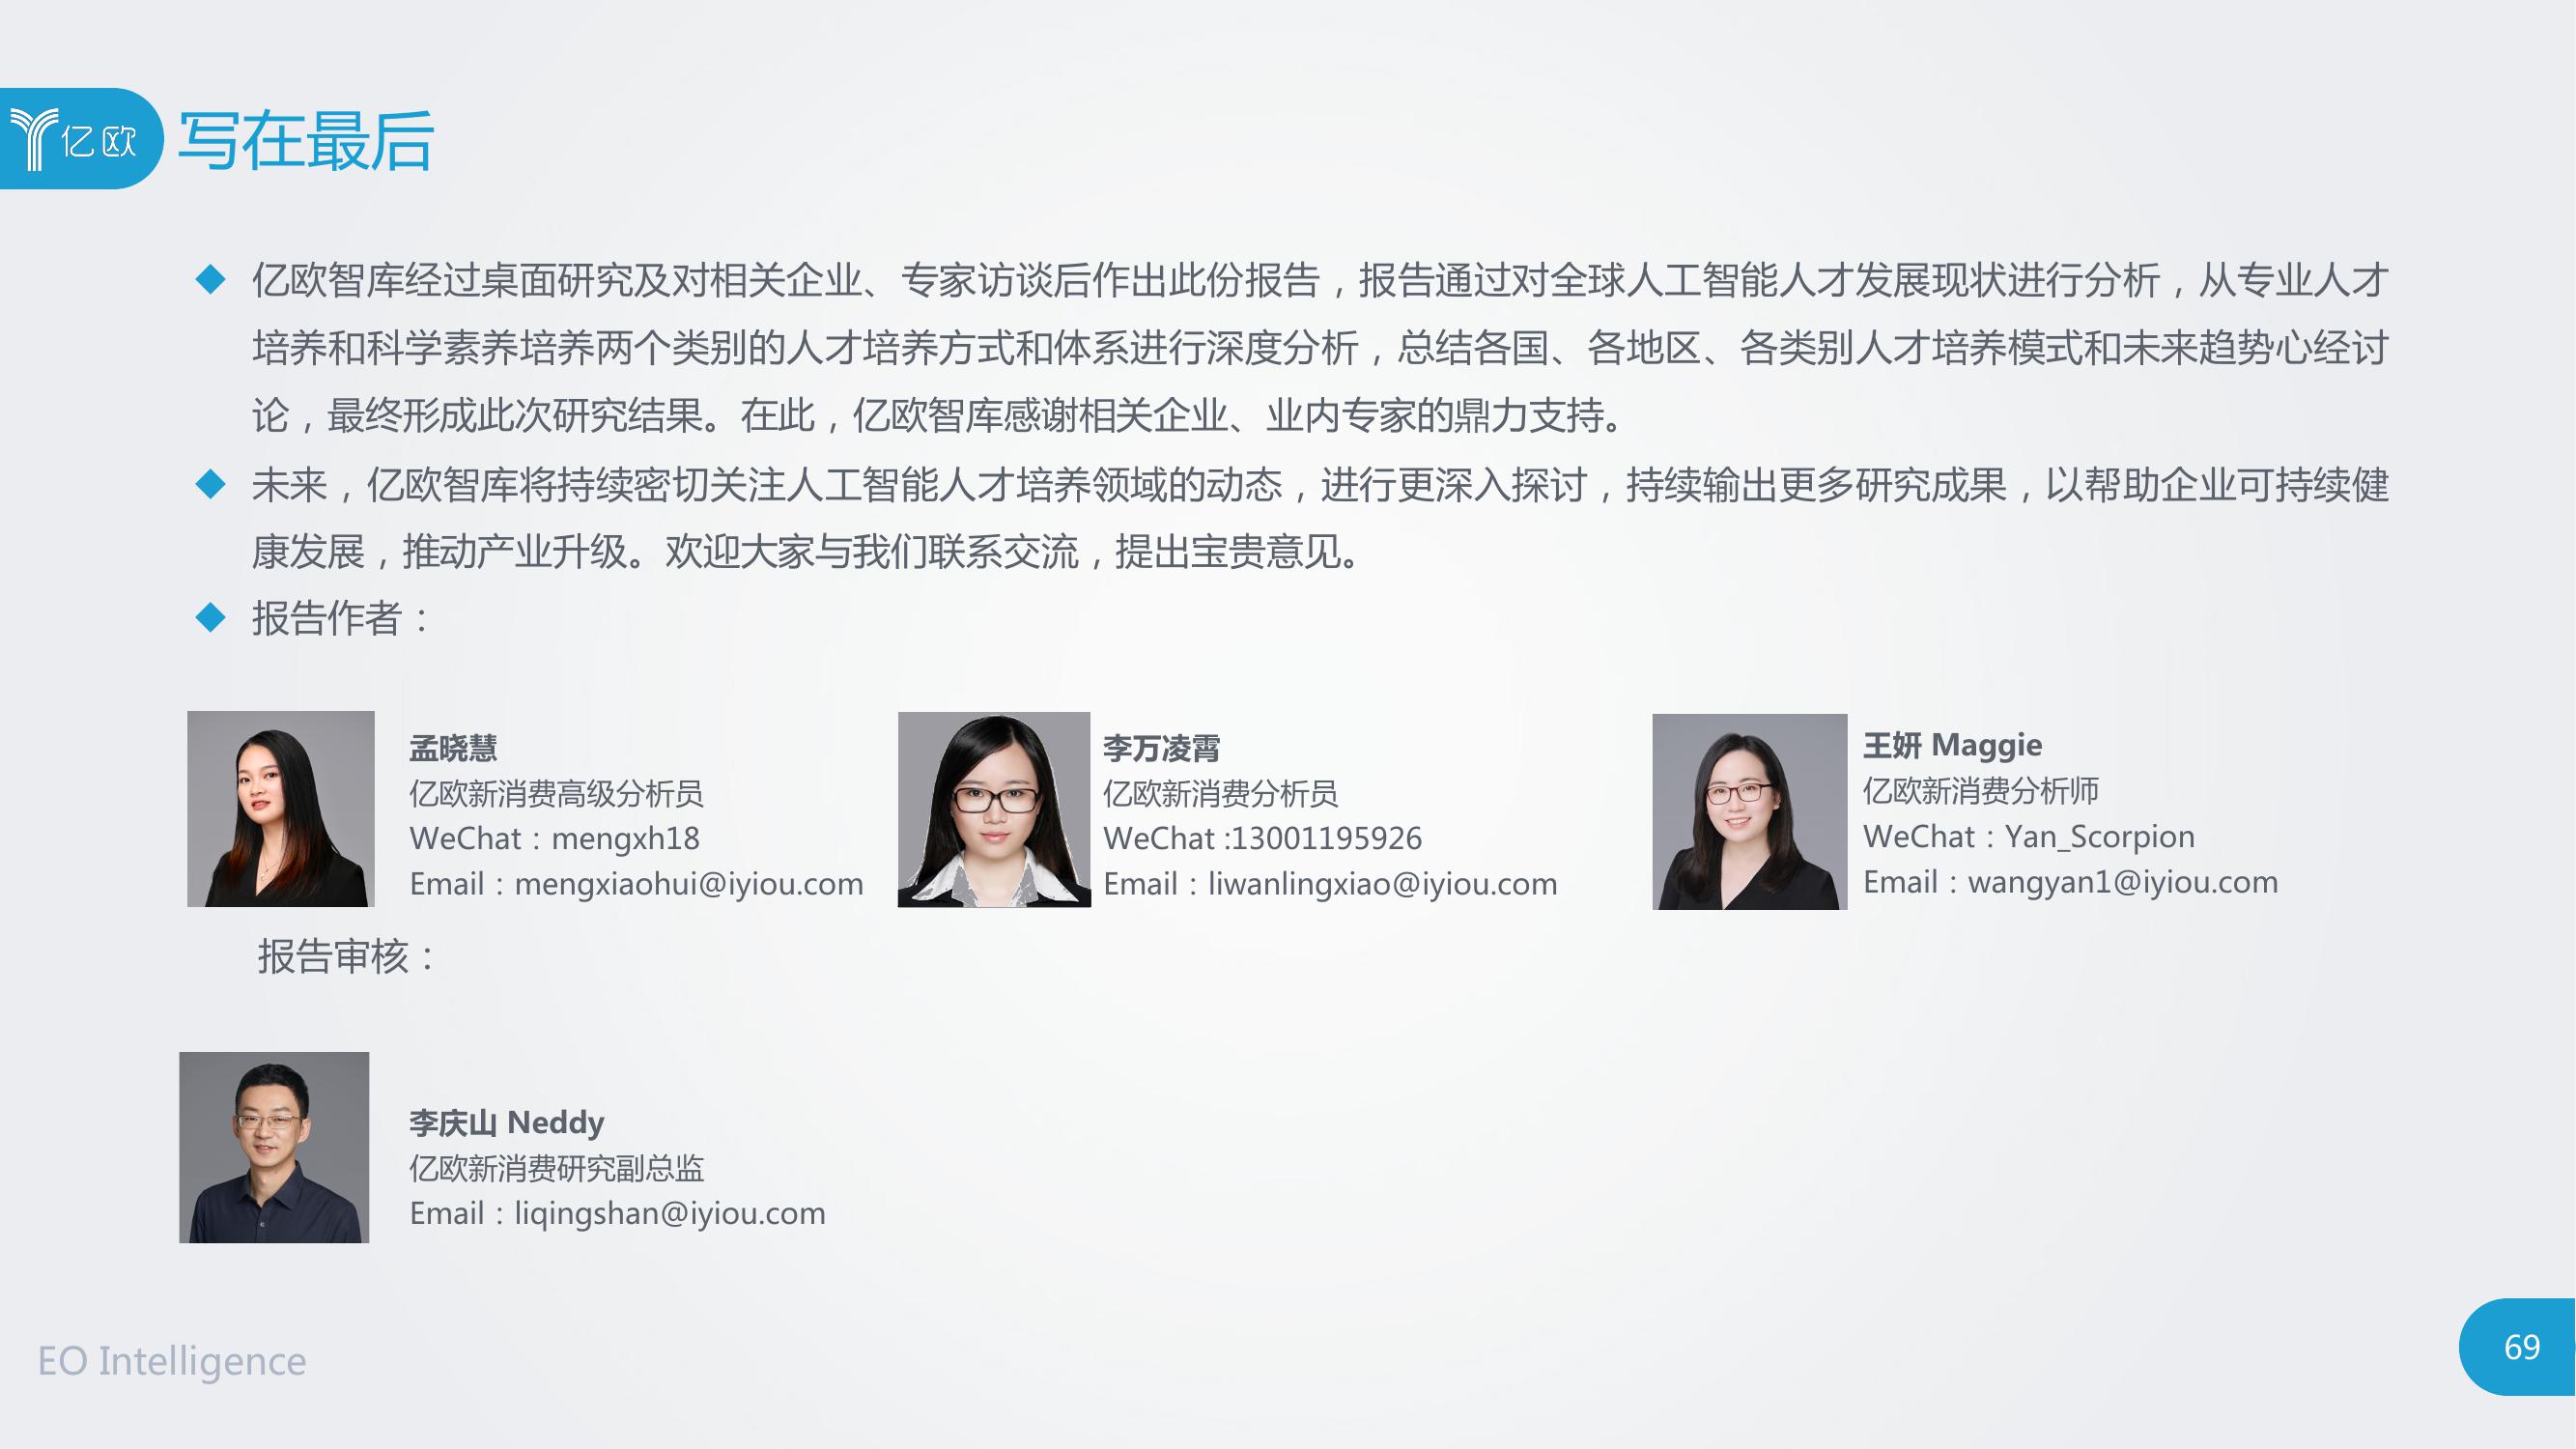 亿欧
写在最后
亿欧智库经过桌面研究及对相关企业、专家访谈后作出此份报告，报告通过对全球人工智能人才发展现状进行分析，从专业人才
培养和科学素养培养两个类别的人才培养方式和体系进行深度分析，总结各国、各地区、各类别人才培养模式和未来趋势心经讨
论，最终形成此次研究结果。在此，亿欧智库感谢相关企业、业内专家的鼎力支持。
未来，亿欧智库将持续密切关注人工智能人才培养领域的动态，进行更深入探讨，持续输出更多研究成果，以帮助企业可持续健
康发展，推动产业升级。欢迎大家与我们联系交流，提出宝贵意见。
报告作者：
孟晓慧
亿欧新消费高级分析员
WeChat：mengxh18
Email：mengxiaohui@iyiou.com
李万凌霄
亿欧新消费分析员
WeChat :13001195926
Email：liwanlingxiao@iyiou.com
王妍 Maggie
亿欧新消费分析师
WeChat：Yan_Scorpion
Email：wangyan1@iyiou.com
报告审核：
李庆山 Neddy
亿欧新消费研究副总监
Email：liqingshan@iyiou.com
EO Intelligence
69